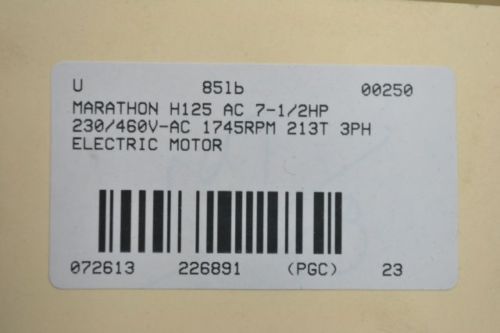 U 85lb 00250
MARATHON H125 AC 7-1/2HP
230/460V-AC 1745RPM 213T 3PH
ELECTRIC MOTOR
072613 226891 (PGC) 23